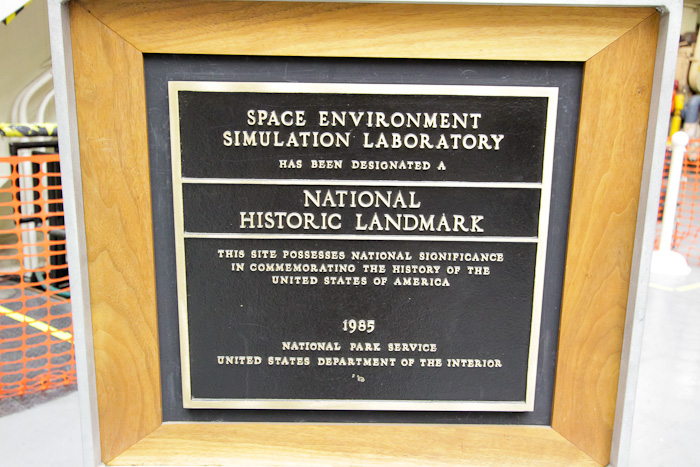 SPACE ENVIRONMENT
SIMULATION LABORATORY
HAS BEEN DESIGNATED A
NATIONAL
HISTORIC LANDMARK
THIS SITE POSSESSES NATIONAL SIGNIFICANCE
IN COMMEMORATING THE HISTORY OF THE
UNITED STATES OF AMERICA
1985
NATIONAL PARK SERVICE
UNITED STATES DEPARTMENT OF THE INTERIOR